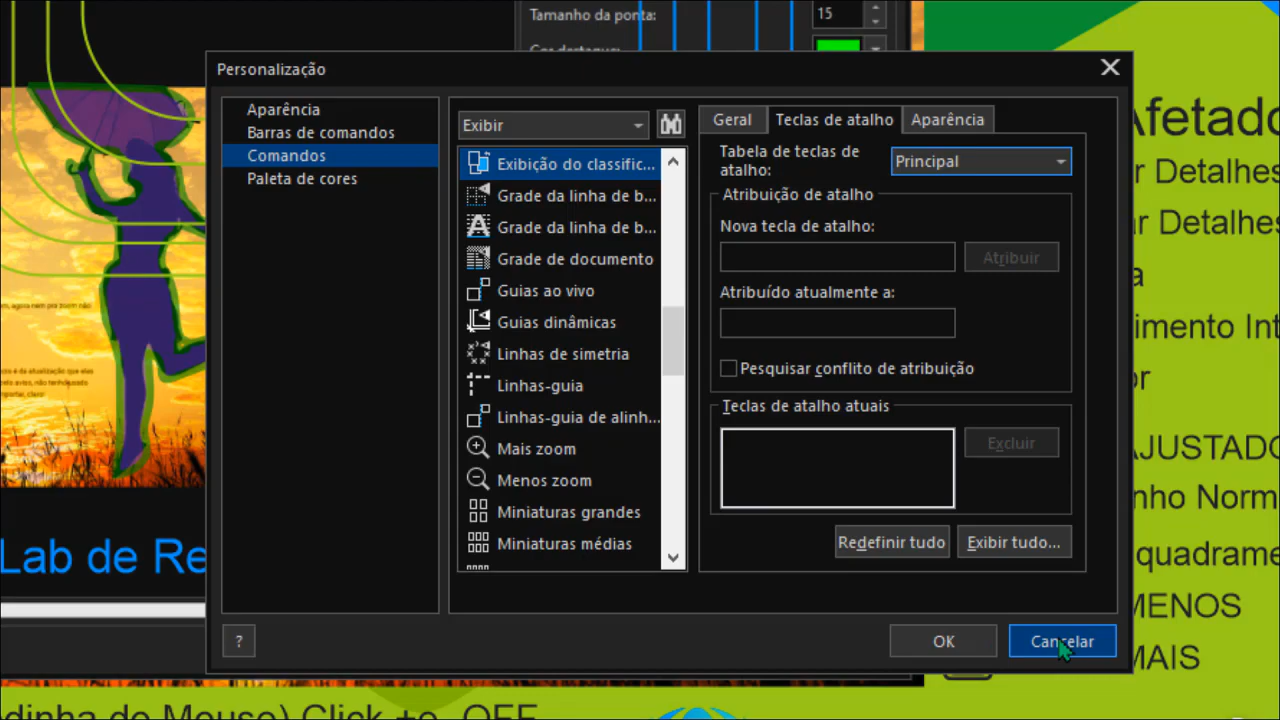 Tamanho da ponta:
15
Personalização
Aparência
Barras de comandos
Comandos
Paleta de cores
Exibir
Exibição do classific...
Grade da linha de b...
Grade da linha de b...
Grade de documento
Guias ao vivo
Guias dinâmicas
Linhas de simetria
Linhas-guia
Linhas-guia de alinh...
Mais zoom
Menos zoom
Miniaturas grandes
Miniaturas médias
Geral
Teclas de atalho
Aparência
Tabela de teclas de
atalho:
Principal
Atribuição de atalho
Nova tecla de atalho:
Atribuir
Atribuído atualmente a:
Pesquisar conflito de atribuição
Teclas de atalho atuais
Excluir
Redefinir tudo
Exibir tudo...
?
OK
Cancelar
Afetado
r Detalhes
ar Detalhes
a
imento Int
or
AJUSTADO
nho Norm
quadrame
MENOS
MAIS
Lab de Re
dinha do Mouse) Click +o OFF